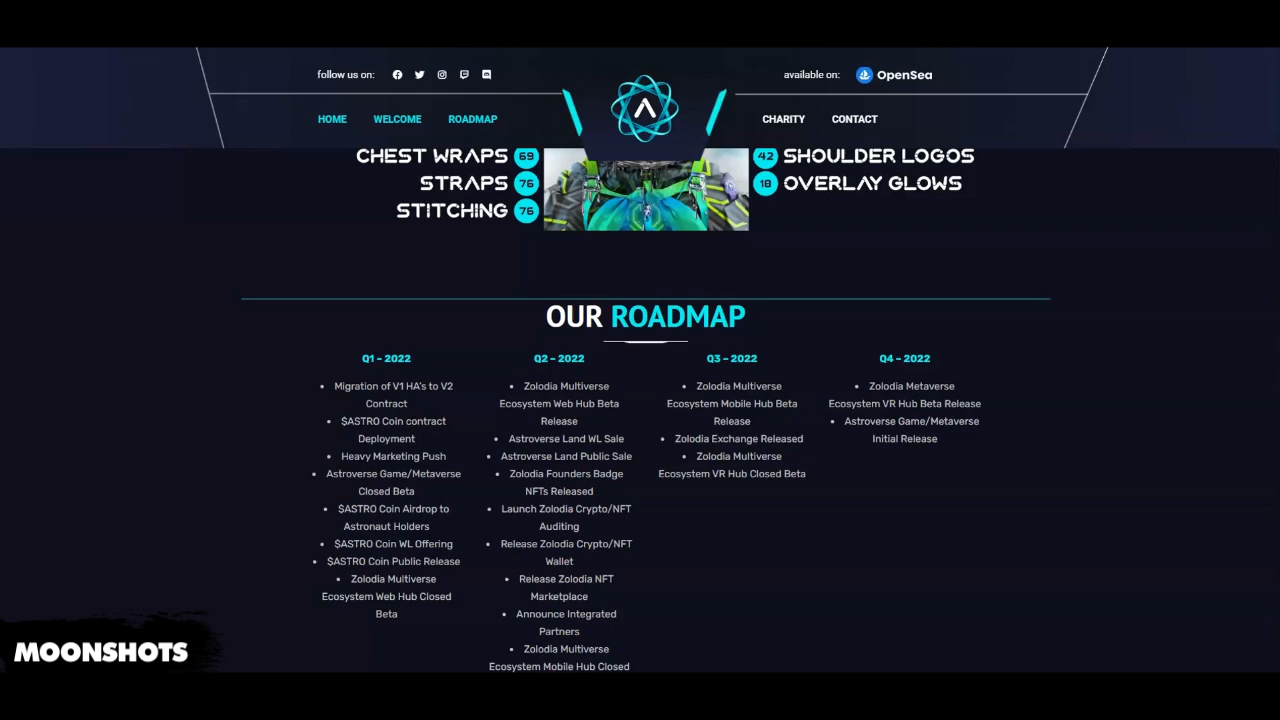 follow us on:
available on: OpenSea
HOME WELCOME ROADMAP
CHARITY CONTACT
CHEST WRAPS 69
STRAPS 76
STITCHING 76
42 SHOULDER LOGOS
18 OVERLAY GLOWS
OUR ROADMAP
Q1 – 2022
• Migration of V1 HA's to V2
Contract
• $ASTRO Coin contract
Deployment
• Heavy Marketing Push
• Astroverse Game/Metaverse
Closed Beta
• $ASTRO Coin Airdrop to
Astronaut Holders
• $ASTRO Coin WL Offering
• $ASTRO Coin Public Release
• Zolodia Multiverse
Ecosystem Web Hub Closed
Beta
Q2 – 2022
• Zolodia Multiverse
Ecosystem Web Hub Beta
Release
• Astroverse Land WL Sale
• Astroverse Land Public Sale
• Zolodia Founders Badge
NFTs Released
• Launch Zolodia Crypto/NFT
Auditing
• Release Zolodia Crypto/NFT
Wallet
• Release Zolodia NFT
Marketplace
• Announce Integrated
Partners
• Zolodia Multiverse
Ecosystem Mobile Hub Closed
Q3 – 2022
• Zolodia Multiverse
Ecosystem Mobile Hub Beta
Release
• Zolodia Exchange Released
• Zolodia Multiverse
Ecosystem VR Hub Closed Beta
Q4 – 2022
• Zolodia Metaverse
Ecosystem VR Hub Beta Release
• Astroverse Game/Metaverse
Initial Release
MOONSHOTS